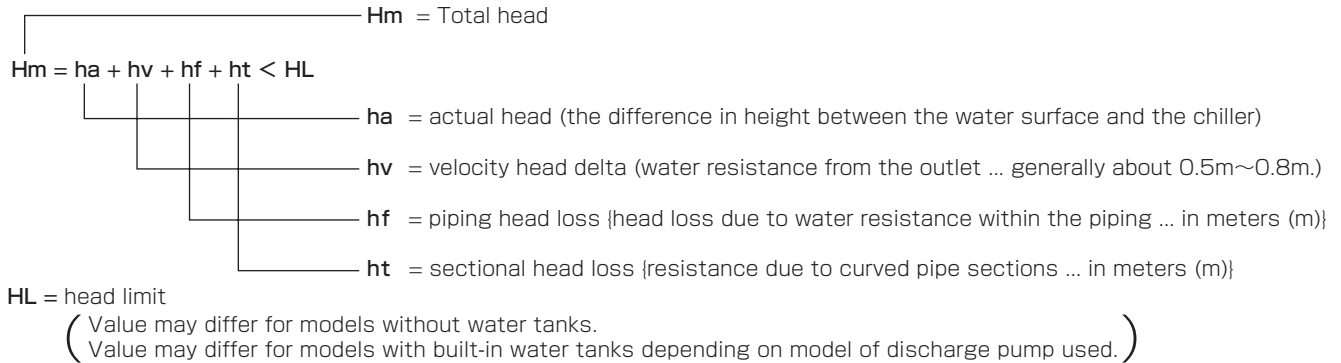 Hm = Total head
Hm = ha + hv + hf + ht < HL
ha = actual head (the difference in height between the water surface and the chiller)
hv = velocity head delta (water resistance from the outlet ... generally about 0.5m～0.8m.)
hf = piping head loss {head loss due to water resistance within the piping ... in meters (m)}
ht = sectional head loss {resistance due to curved pipe sections ... in meters (m)}
HL = head limit
(Value may differ for models without water tanks.
Value may differ for models with built-in water tanks depending on model of discharge pump used.)